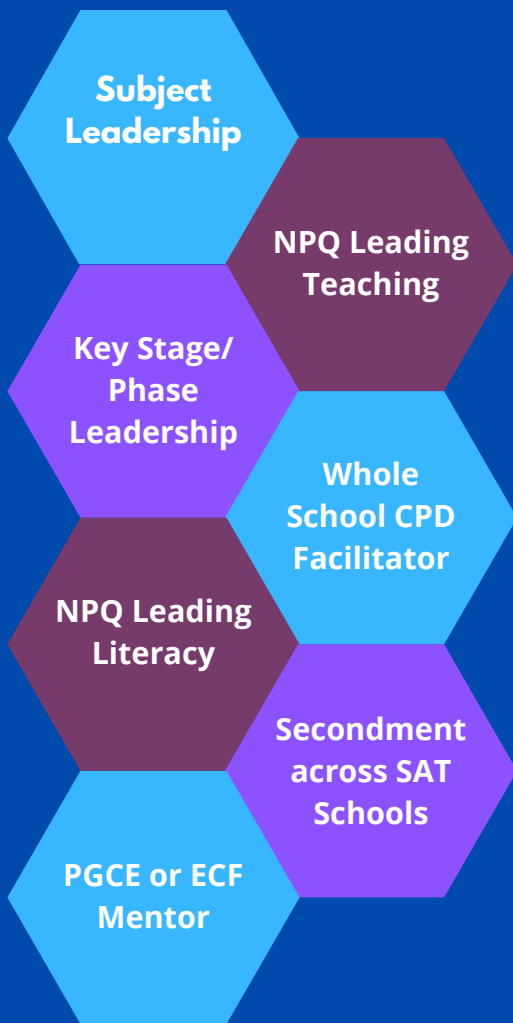 Subject
Leadership
NPQ Leading
Teaching
Key Stage/
Phase
Leadership
Whole
School CPD
Facilitator
NPQ Leading
Literacy
Secondment
across SAT
Schools
PGCE or ECF
Mentor